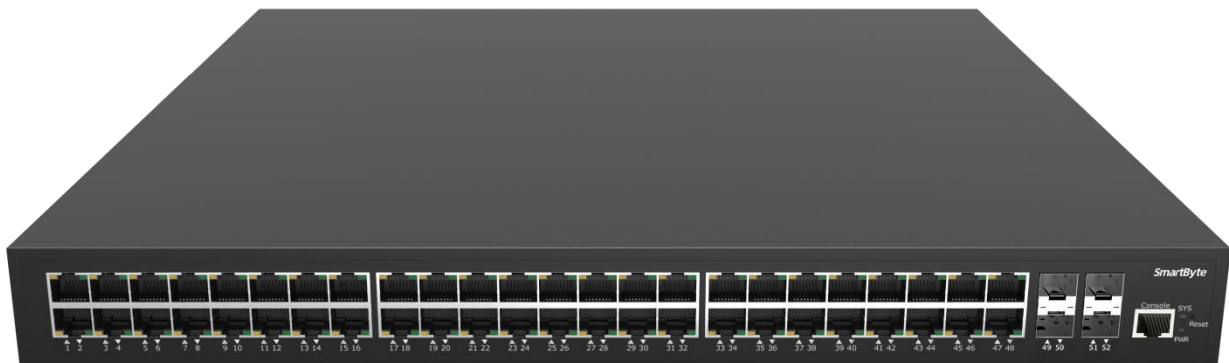 SmartByte
Console SYS
Reset
PWR
1 2 3 4 5 6 7 8 9 10 11 12 13 14 15 16 17 18 19 20 21 22 23 24 25 26 27 28 29 30 31 32 33 34 35 36 37 38 39 40 41 42 43 44 45 46 47 48 49 50 51 52